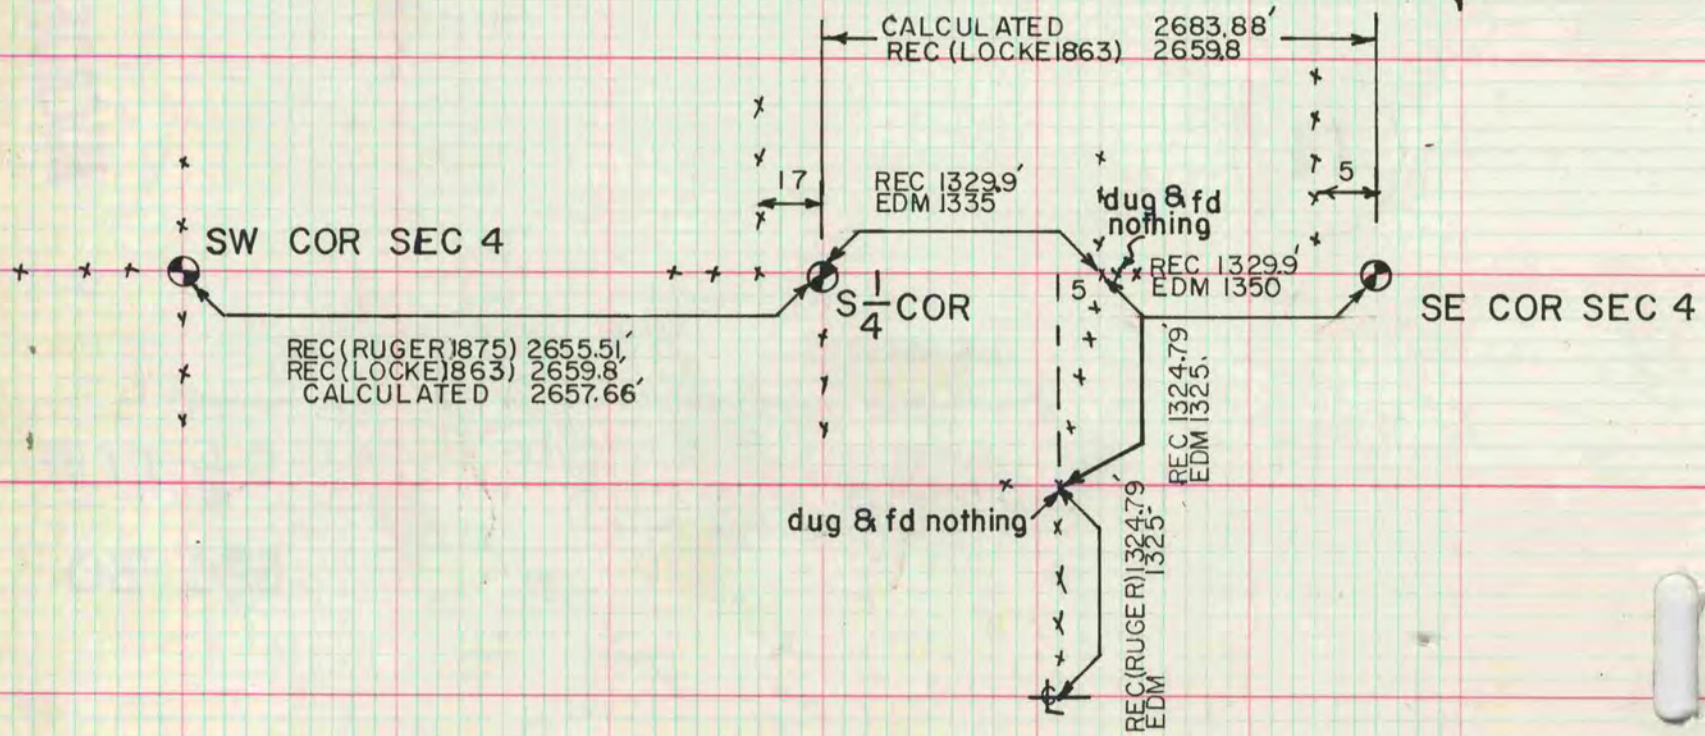 CALCULATED 2683.88'
REC (LOCKE 1863) 2659.8
17
REC 1329.9'
EDM 1335'
5
dug & fd
nothing
SW COR SEC 4
REC 1329.9'
EDM 1350
S 1/4 COR
5
SE COR SEC 4
REC (RUGER) 1875) 2655.51'
REC (LOCKE) 1863) 2659.8'
CALCULATED 2657.66'
REC 1324.79'
EDM 1325.
dug & fd nothing
REC (RUGER) 1324.79'
EDM 1325'